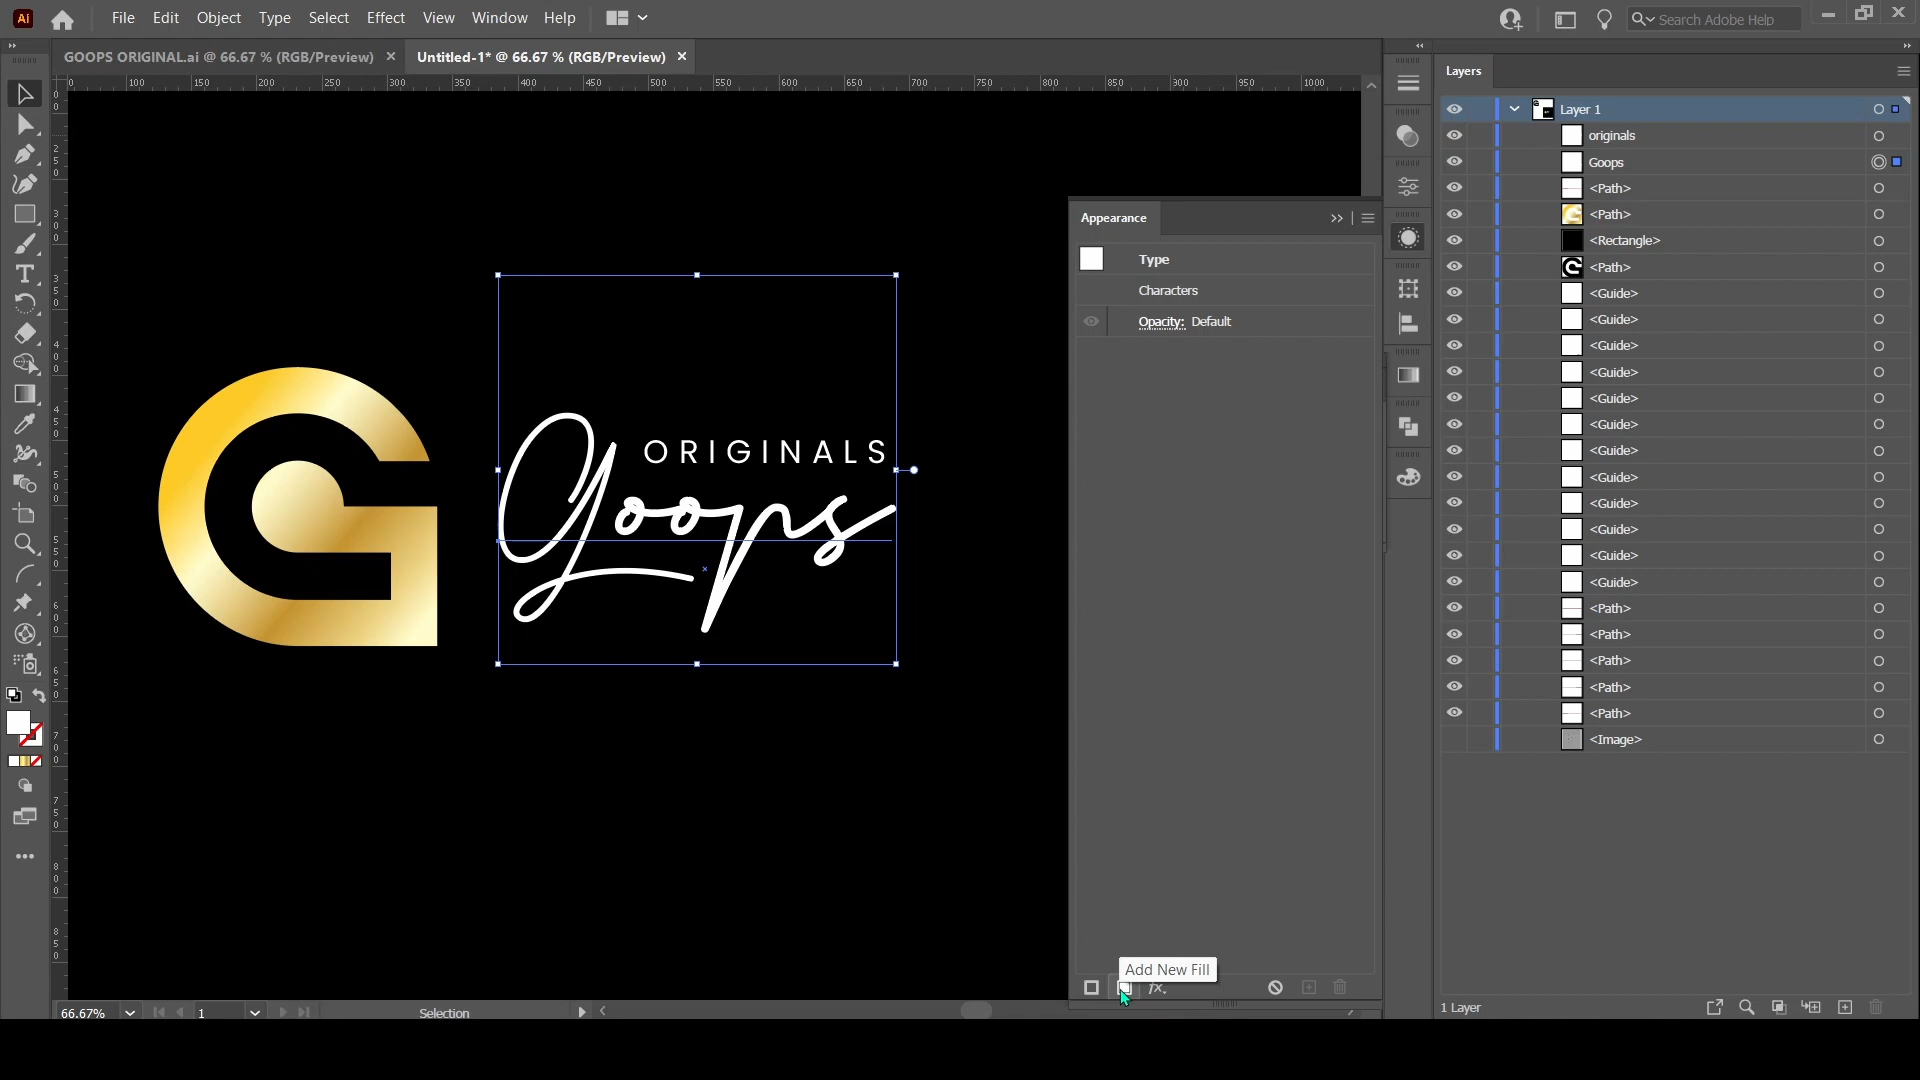 Ai File Edit Object Type Select Effect View Window Help Search Adobe Help
GOOPS ORIGINAL.ai @ 66.67 % (RGB/Preview) × Untitled-1* @ 66.67 % (RGB/Preview) ×
0 100 150 200 250 300 350 400 450 500 550 600 650 700 750 800 850 900 950 1000
Layers
Layer 1
originals
Goops
<Path>
<Path>
<Rectangle>
<Path>
<Guide>
<Guide>
<Guide>
<Guide>
<Guide>
<Guide>
<Guide>
<Guide>
<Guide>
<Guide>
<Guide>
<Guide>
<Path>
<Path>
<Path>
<Path>
<Path>
<Image>
1 Layer
Appearance
Type
Characters
Opacity: Default
Add New Fill
fx
ORIGINALS
Goops
66.67% 1 Selection